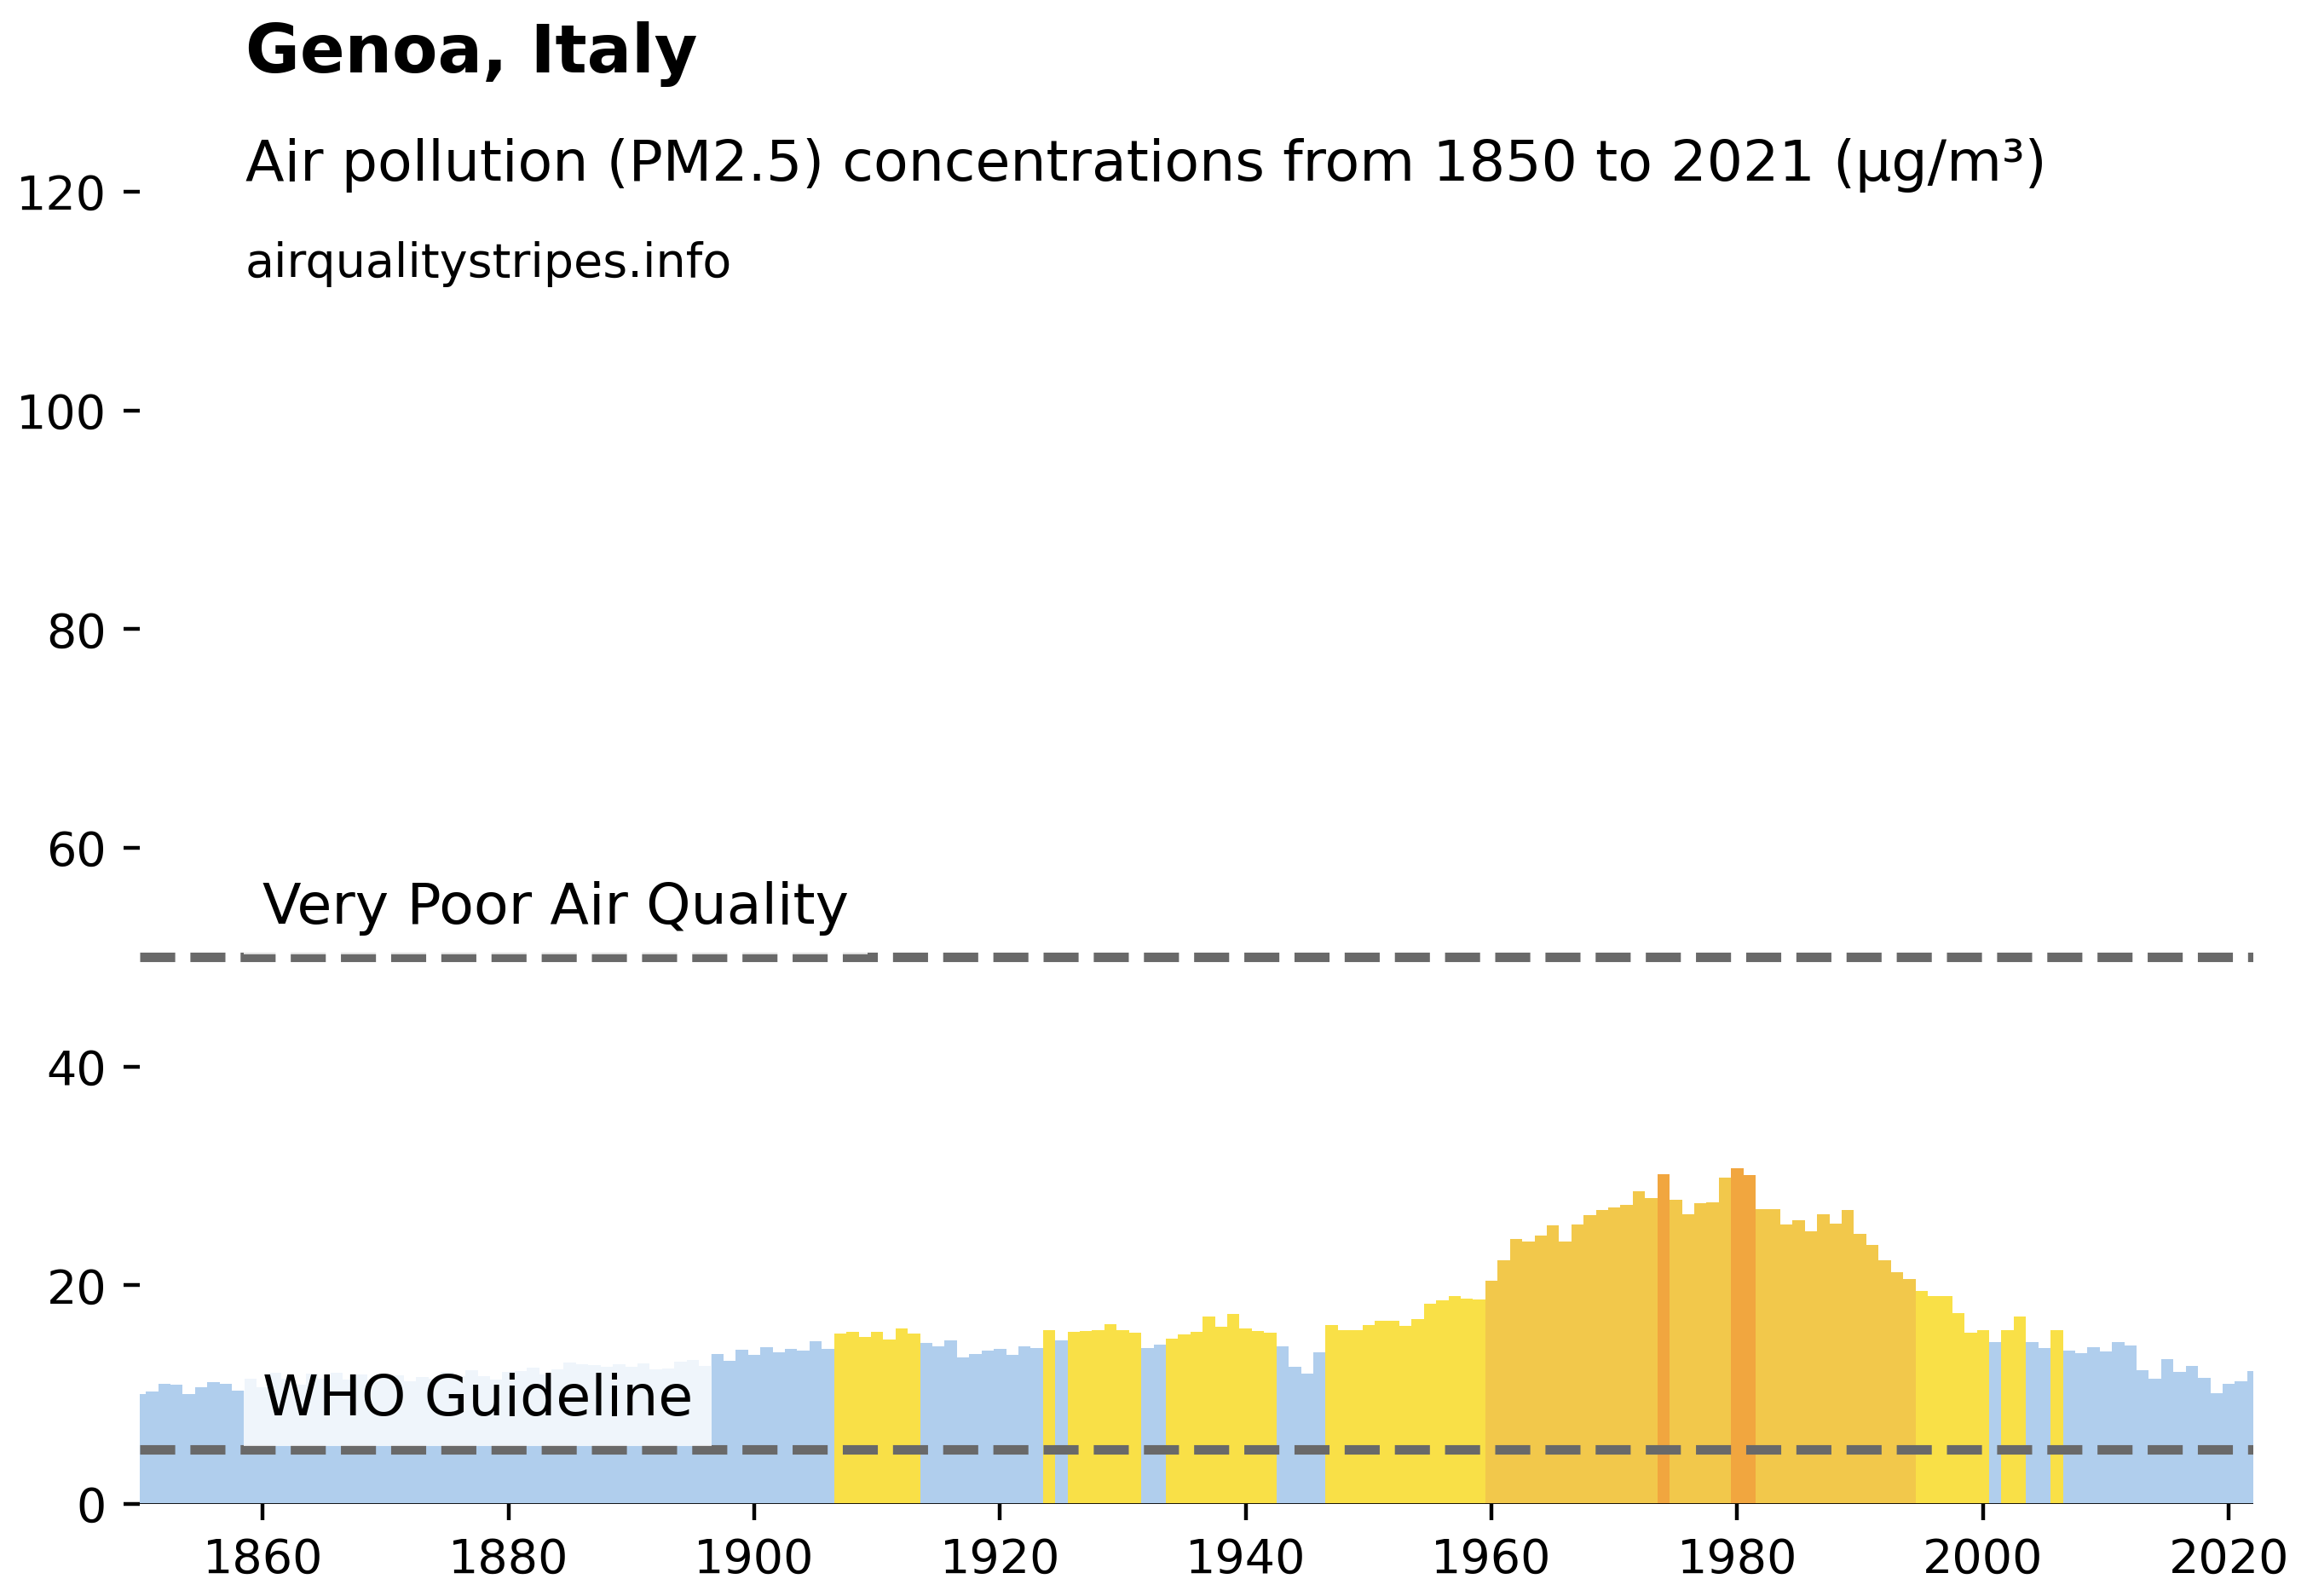 Genoa, Italy
Air pollution (PM2.5) concentrations from 1850 to 2021 (µg/m³)
airqualitystripes.info
120
100
80
60
Very Poor Air Quality
40
20
WHO Guideline
0
1860 1880 1900 1920 1940 1960 1980 2000 2020